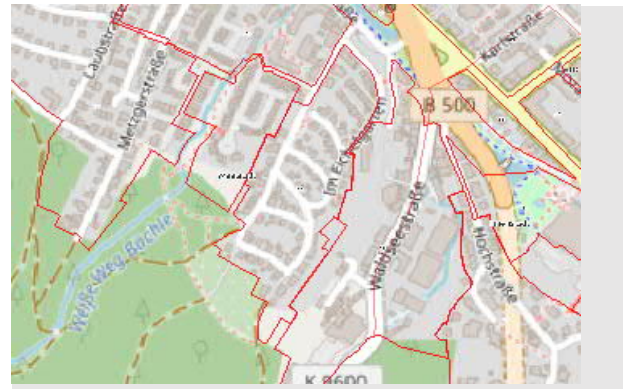 Laubstraße
Metzgerstraße
Karlstraße
B 500
Im Eichelgarten
Waldseestraße
Hochstraße
Weiße-Weg-Bächle
K 9600